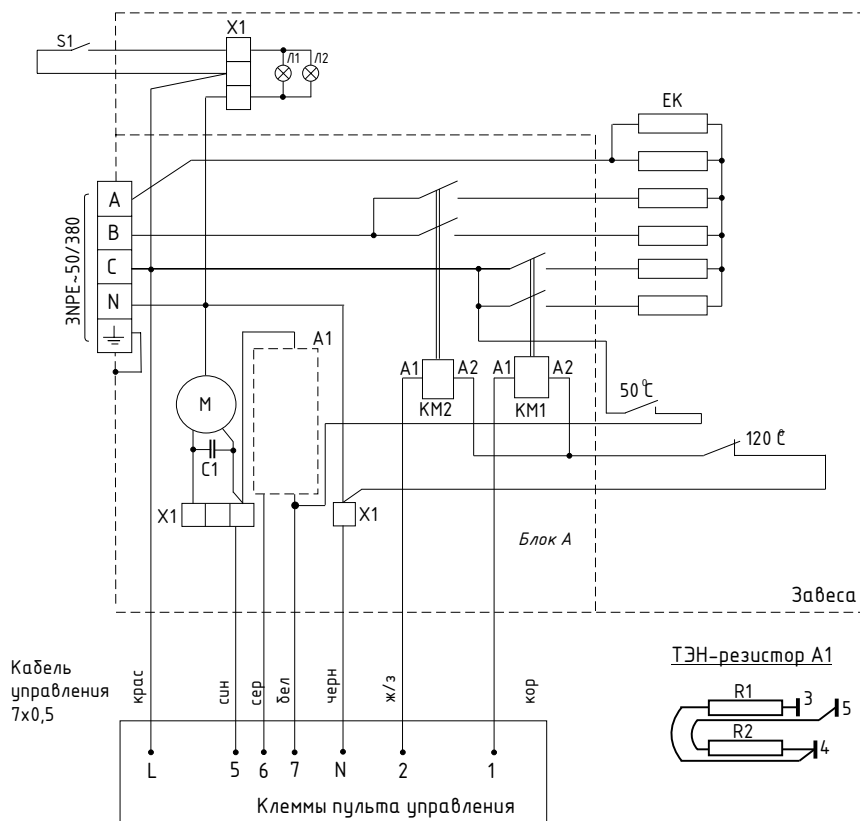 X1
S1
Л1
Л2
EK
A
B
C
N
3NPE~50/380
A1
A1
A2
A1
A2
KM2
KM1
50℃
120℃
M
C1
X1
X1
Блок А
Завеса
Кабель
управления
7х0,5
крас
син
сер
бел
черн
ж/з
кор
ТЭН-резистор А1
R1
3
5
R2
4
L
5
6
7
N
2
1
Клеммы пульта управления